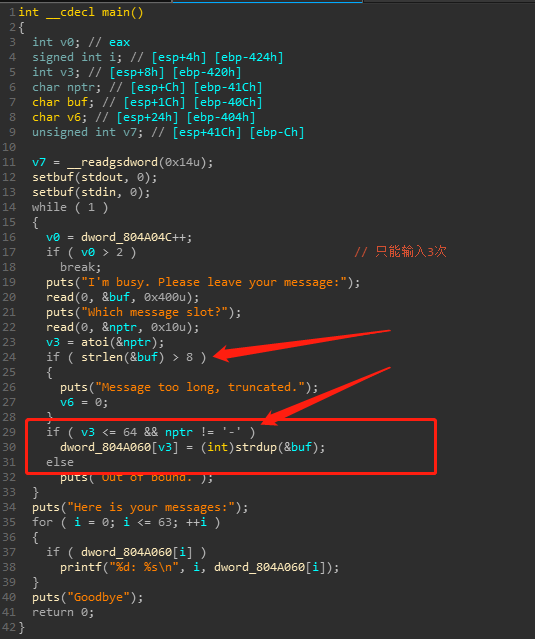 1 int __cdecl main()
2 {
3 int v0; // eax
4 signed int i; // [esp+4h] [ebp-424h]
5 int v3; // [esp+8h] [ebp-420h]
6 char nptr; // [esp+Ch] [ebp-41Ch]
7 char buf; // [esp+1Ch] [ebp-40Ch]
8 char v6; // [esp+24h] [ebp-404h]
9 unsigned int v7; // [esp+41Ch] [ebp-Ch]
10
11 v7 = __readgsdword(0x14u);
12 setbuf(stdout, 0);
13 setbuf(stdin, 0);
14 while ( 1 )
15 {
16 v0 = dword_804A04C++;
17 if ( v0 > 2 ) // 只能输入3次
18 break;
19 puts("I'm busy. Please leave your message:");
20 read(0, &buf, 0x400u);
21 puts("Which message slot?");
22 read(0, &nptr, 0x10u);
23 v3 = atoi(&nptr);
24 if ( strlen(&buf) > 8 )
25 {
26 puts("Message too long, truncated.");
27 v6 = 0;
28 }
29 if ( v3 <= 64 && nptr != '-' )
30 dword_804A060[v3] = (int)strdup(&buf);
31 else
32 puts("Out of bound.");
33 }
34 puts("Here is your messages:");
35 for ( i = 0; i <= 63; ++i )
36 {
37 if ( dword_804A060[i] )
38 printf("%d: %s\n", i, dword_804A060[i]);
39 }
40 puts("Goodbye");
41 return 0;
42 }